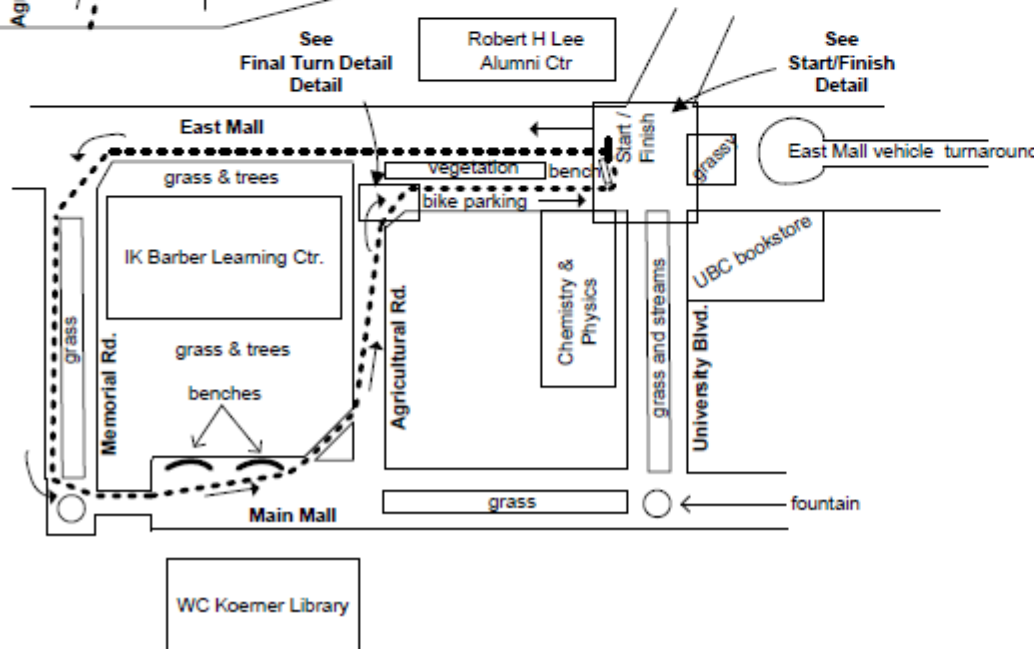 Ag
See
Final Turn Detail
Detail
Robert H Lee
Alumni Ctr
See
Start/Finish
Detail
East Mall
Start /
Finish
grassy
East Mall vehicle turnaround
grass & trees
vegetation
bench
bike parking
IK Barber Learning Ctr.
UBC bookstore
Chemistry &
Physics
grass and streams
University Blvd.
grass
Memorial Rd.
grass & trees
benches
Agricultural Rd.
Main Mall
grass
fountain
WC Koerner Library